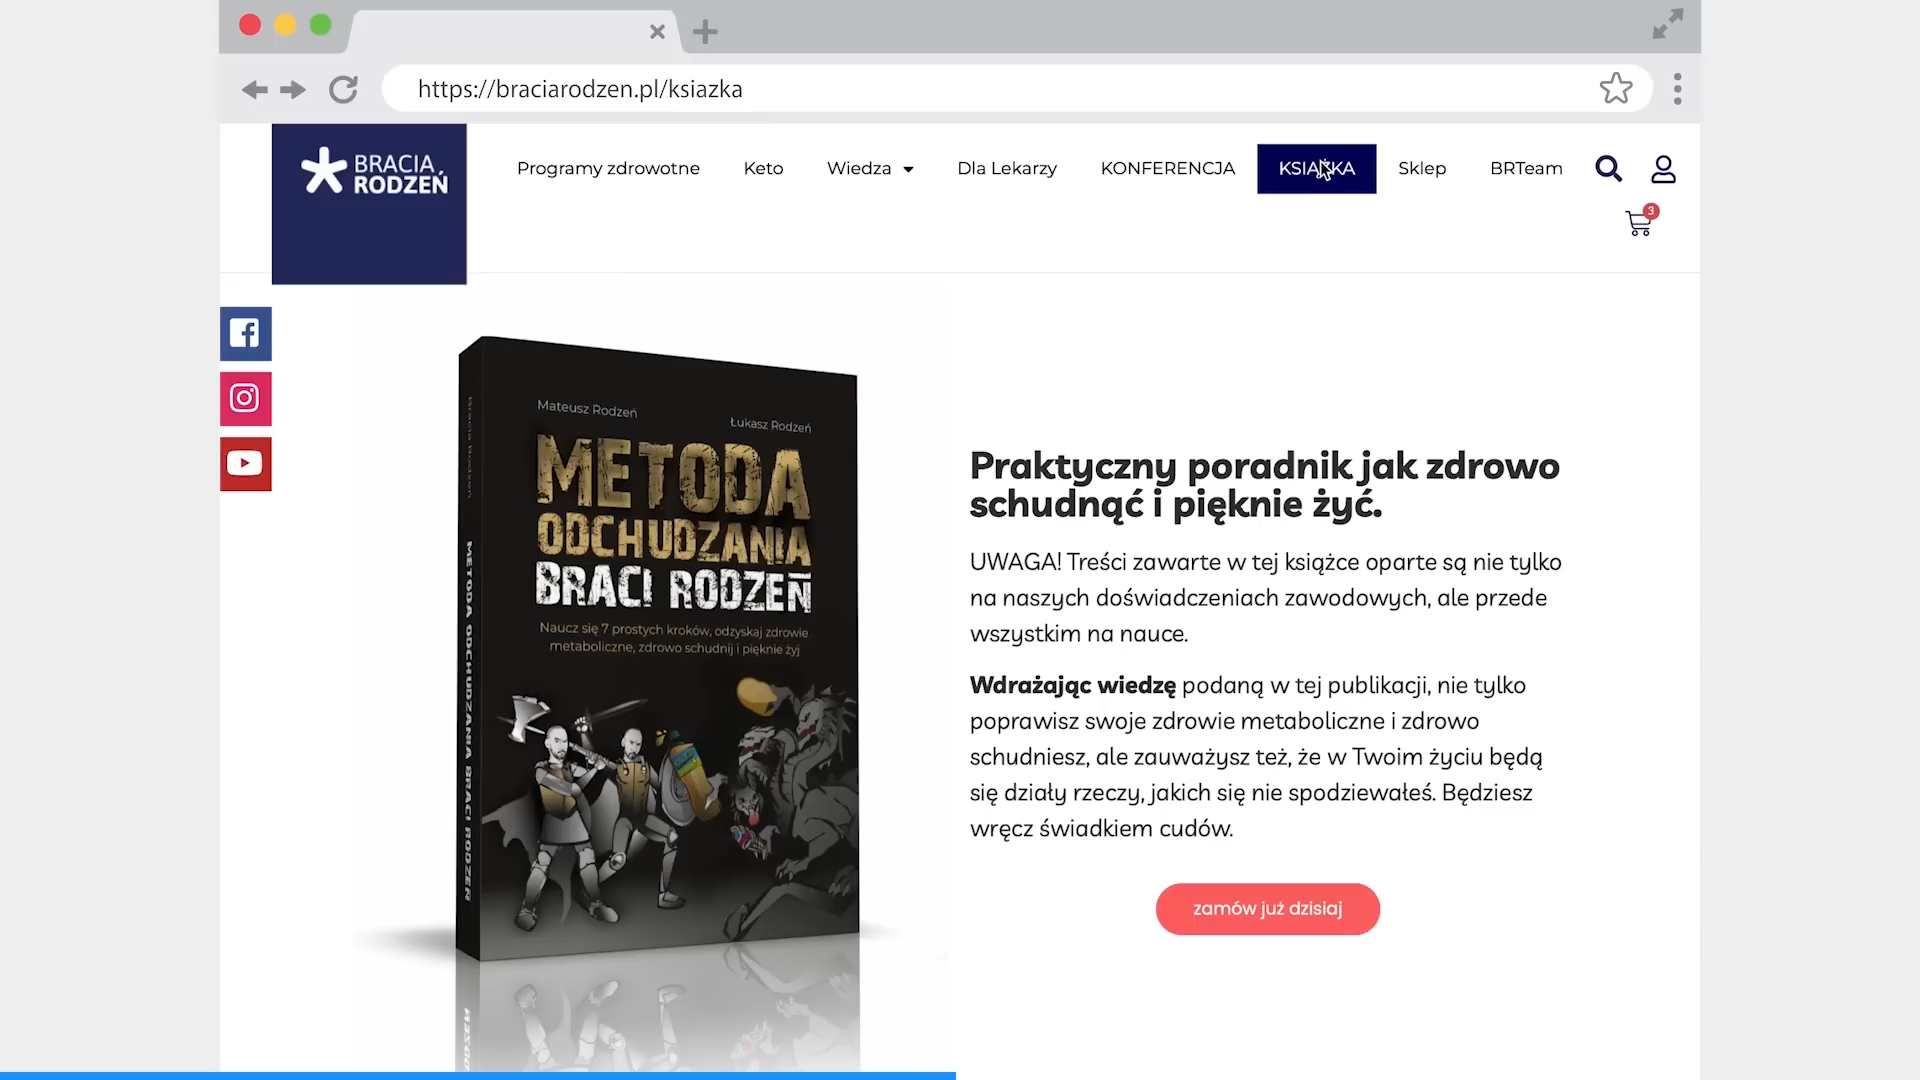 https://braciarodzen.pl/ksiazka
BRACIA
RODZEŃ
Programy zdrowotne
Keto
Wiedza
Dla Lekarzy
KONFERENCJA
KSIĄŻKA
Sklep
BRTeam
3
Mateusz Rodzeń
Łukasz Rodzeń
METODA
ODCHUDZANIA
BRACI RODZEŃ
Naucz się 7 prostych kroków, odzyskaj zdrowie
metaboliczne, zdrowo schudnij i pięknie żyj
Bracia Rodzeń
METODA ODCHUDZANIA BRACI RODZEŃ
Praktyczny poradnik jak zdrowo
schudnąć i pięknie żyć.
UWAGA! Treści zawarte w tej książce oparte są nie tylko
na naszych doświadczeniach zawodowych, ale przede
wszystkim na nauce.
Wdrażając wiedzę podaną w tej publikacji, nie tylko
poprawisz swoje zdrowie metaboliczne i zdrowo
schudniesz, ale zauważysz też, że w Twoim życiu będą
się działy rzeczy, jakich się nie spodziewałeś. Będziesz
wręcz świadkiem cudów.
zamów już dzisiaj